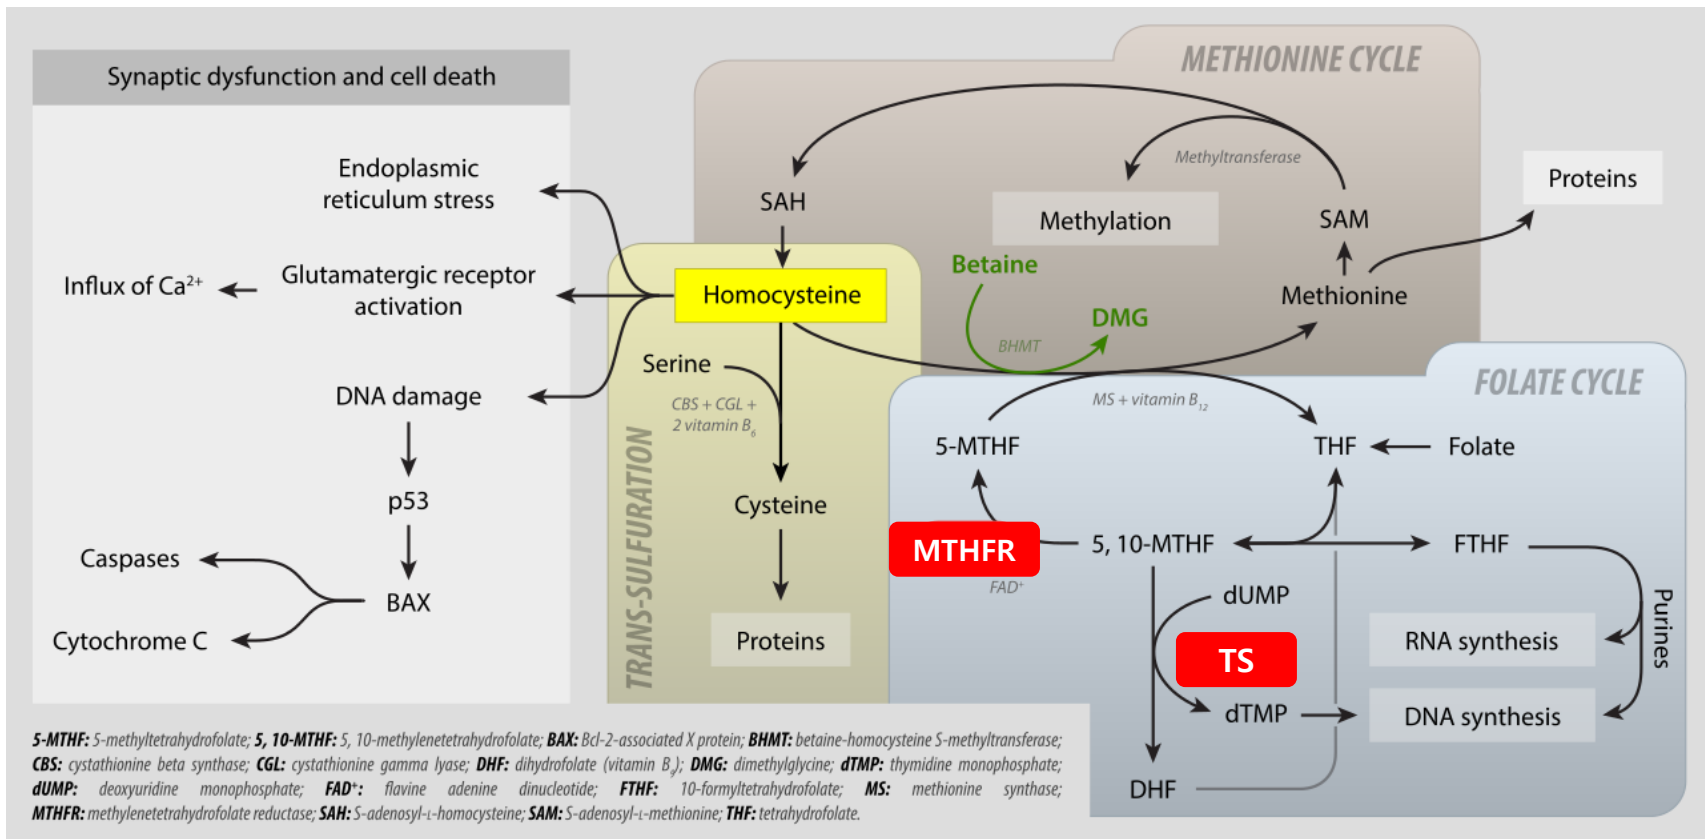 METHIONINE CYCLE
Synaptic dysfunction and cell death
Endoplasmic
reticulum stress
Methyltransferase
Proteins
SAH
Methylation
SAM
Betaine
Influx of Ca²⁺
Glutamatergic receptor
activation
Homocysteine
Methionine
DMG
BHMT
Serine
FOLATE CYCLE
DNA damage
CBS + CGL +
2 vitamin B₆
MS + vitamin B₁₂
5-MTHF
THF
Folate
TRANS-SULFURATION
p53
Cysteine
MTHFR
5, 10-MTHF
FTHF
Caspases
FAD⁺
dUMP
BAX
Purines
Cytochrome C
Proteins
TS
RNA synthesis
dTMP
DNA synthesis
DHF
5-MTHF: 5-methyltetrahydrofolate; 5, 10-MTHF: 5, 10-methylenetetrahydrofolate; BAX: Bcl-2-associated X protein; BHMT: betaine-homocysteine S-methyltransferase;
CBS: cystathionine beta synthase; CGL: cystathionine gamma lyase; DHF: dihydrofolate (vitamin B₉); DMG: dimethylglycine; dTMP: thymidine monophosphate;
dUMP: deoxyuridine monophosphate; FAD⁺: flavine adenine dinucleotide; FTHF: 10-formyltetrahydrofolate; MS: methionine synthase;
MTHFR: methylenetetrahydrofolate reductase; SAH: S-adenosyl-L-homocysteine; SAM: S-adenosyl-L-methionine; THF: tetrahydrofolate.